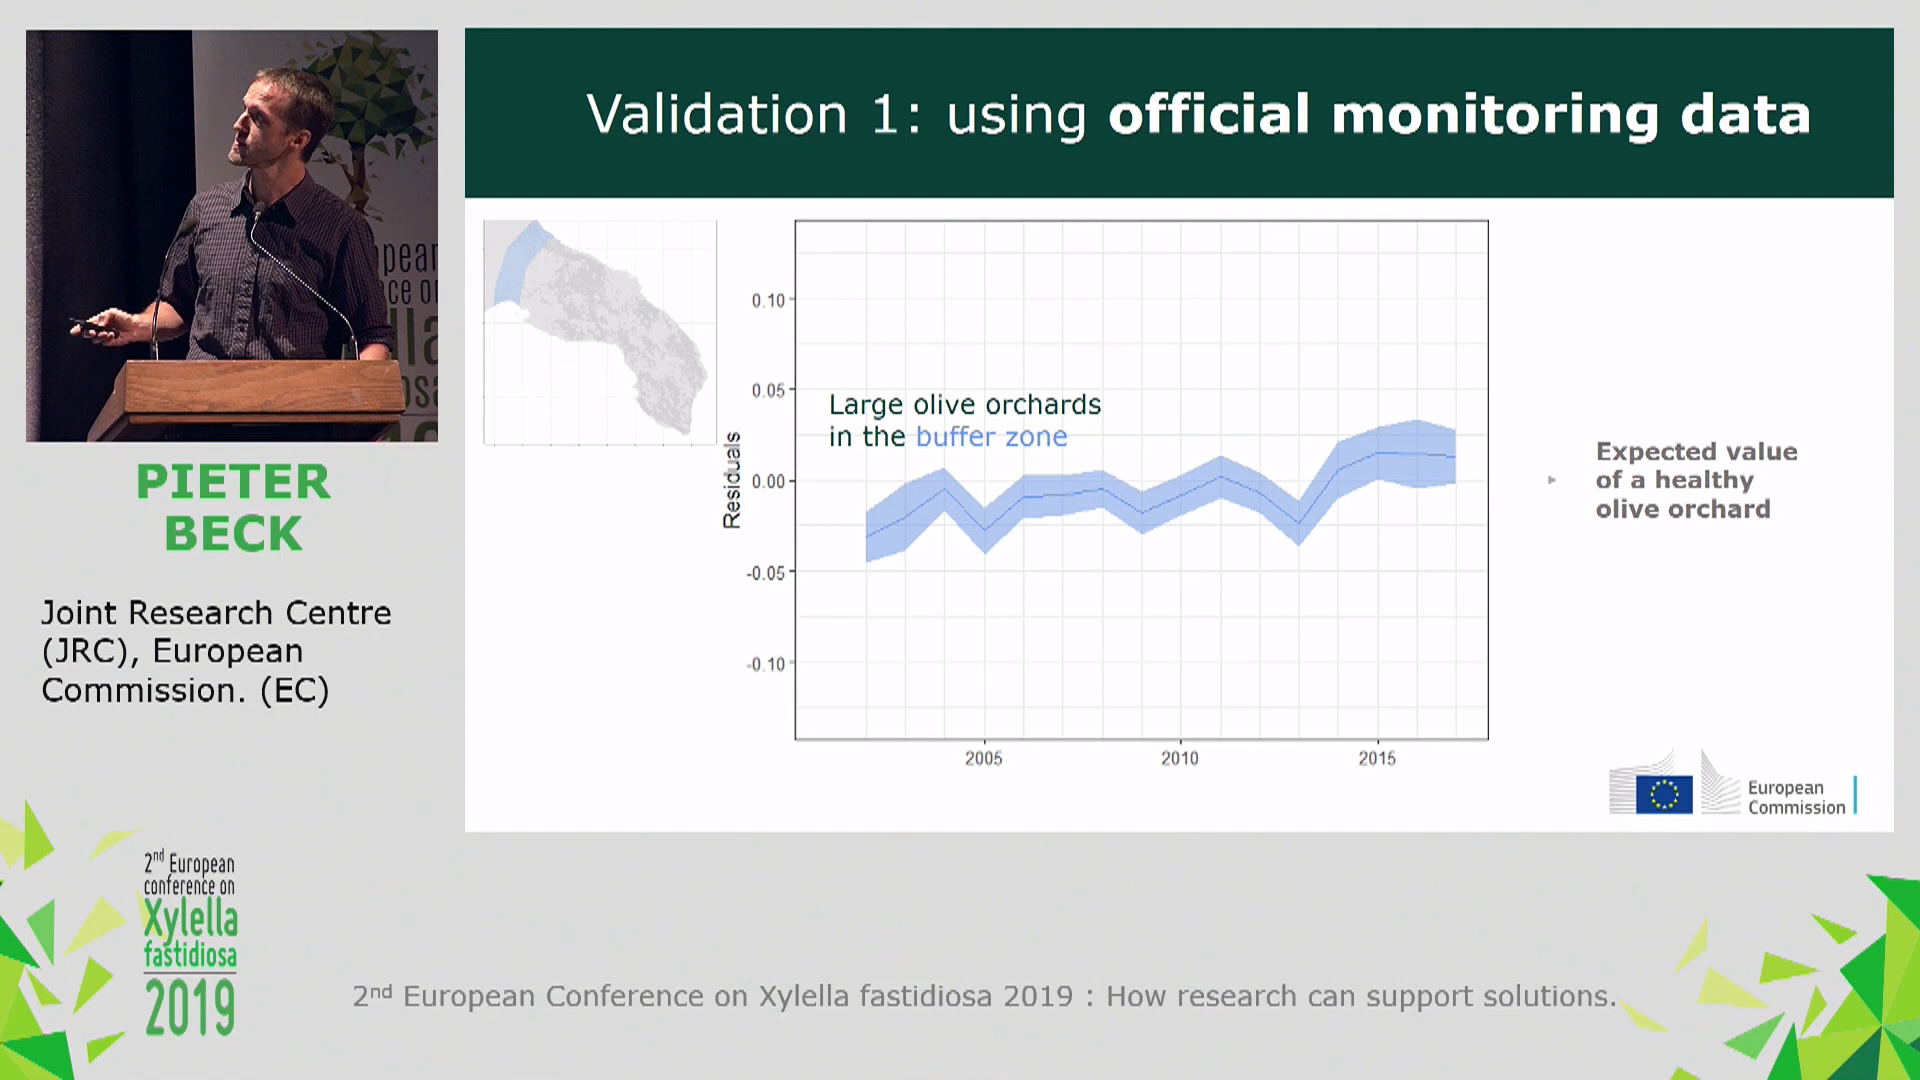 Validation 1: using official monitoring data
0.10
0.05
0.00
-0.05
-0.10
Residuals
Large olive orchards
in the buffer zone
2005
2010
2015
Expected value
of a healthy
olive orchard
European
Commission
PIETER
BECK
Joint Research Centre
(JRC), European
Commission. (EC)
2nd European
conference on
Xylella
fastidiosa
2019
2nd European Conference on Xylella fastidiosa 2019 : How research can support solutions.